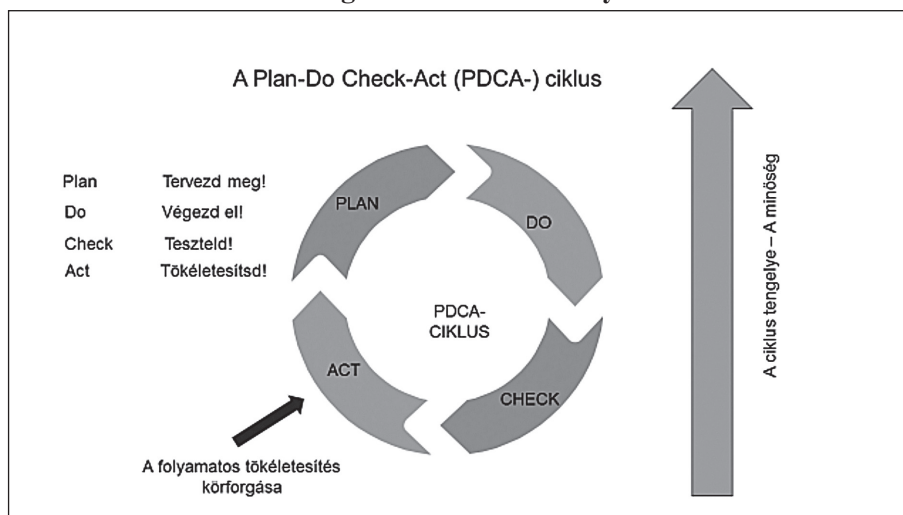 A Plan-Do Check-Act (PDCA-) ciklus
Plan Tervezd meg!
Do Végezd el!
Check Teszteld!
Act Tökéletesítsd!
PLAN
DO
CHECK
ACT
PDCA-
CIKLUS
A folyamatos tökéletesítés
körforgása
A ciklus tengelye – A minőség